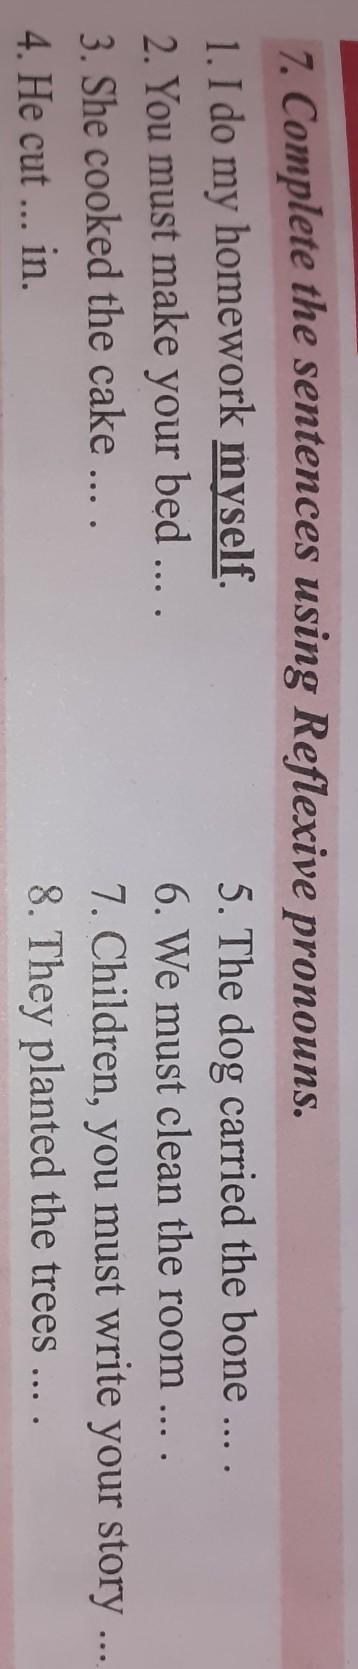 7. Complete the sentences using Reflexive pronouns.
1. I do my homework myself.
2. You must make your bed ... .
3. She cooked the cake ... .
4. He cut ... in.
5. The dog carried the bone ... .
6. We must clean the room ... .
7. Children, you must write your story ...
8. They planted the trees ... .